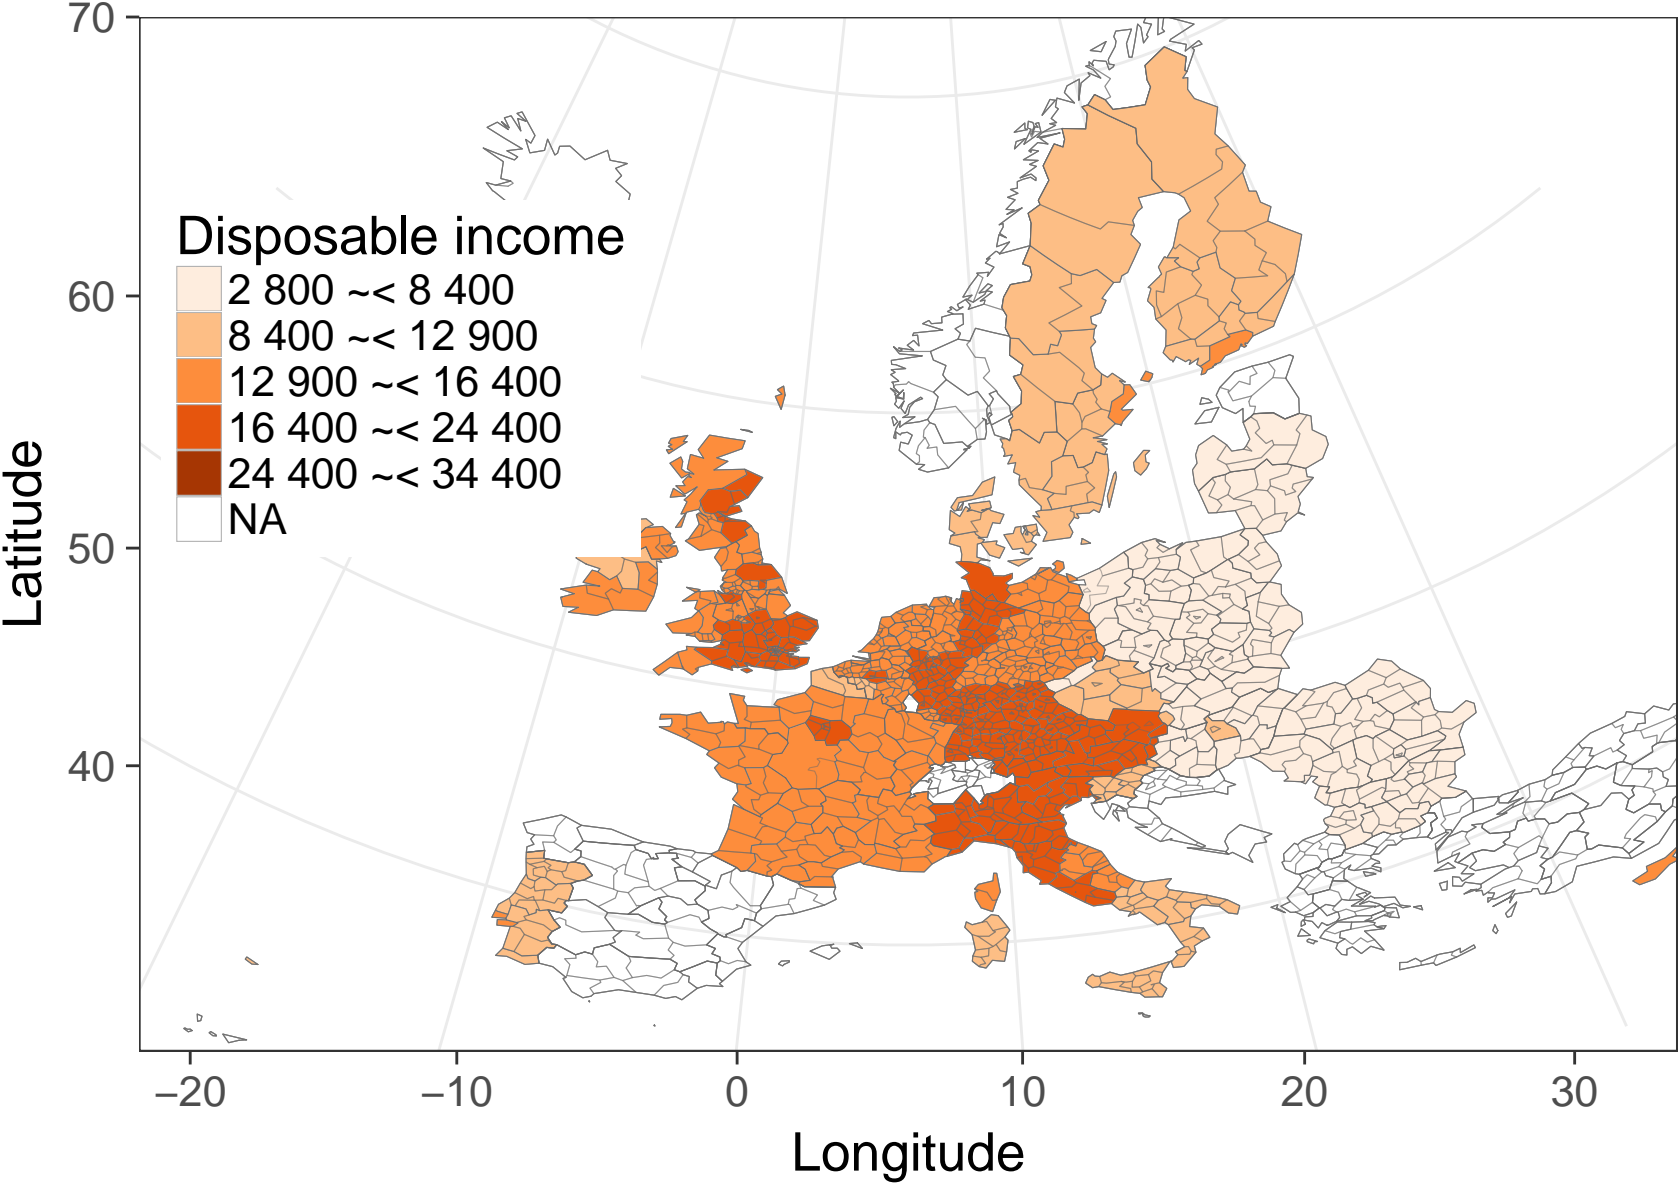 70
60
50
40
Latitude
Disposable income
2 800 ~< 8 400
8 400 ~< 12 900
12 900 ~< 16 400
16 400 ~< 24 400
24 400 ~< 34 400
NA
−20 −10 0 10 20 30
Longitude